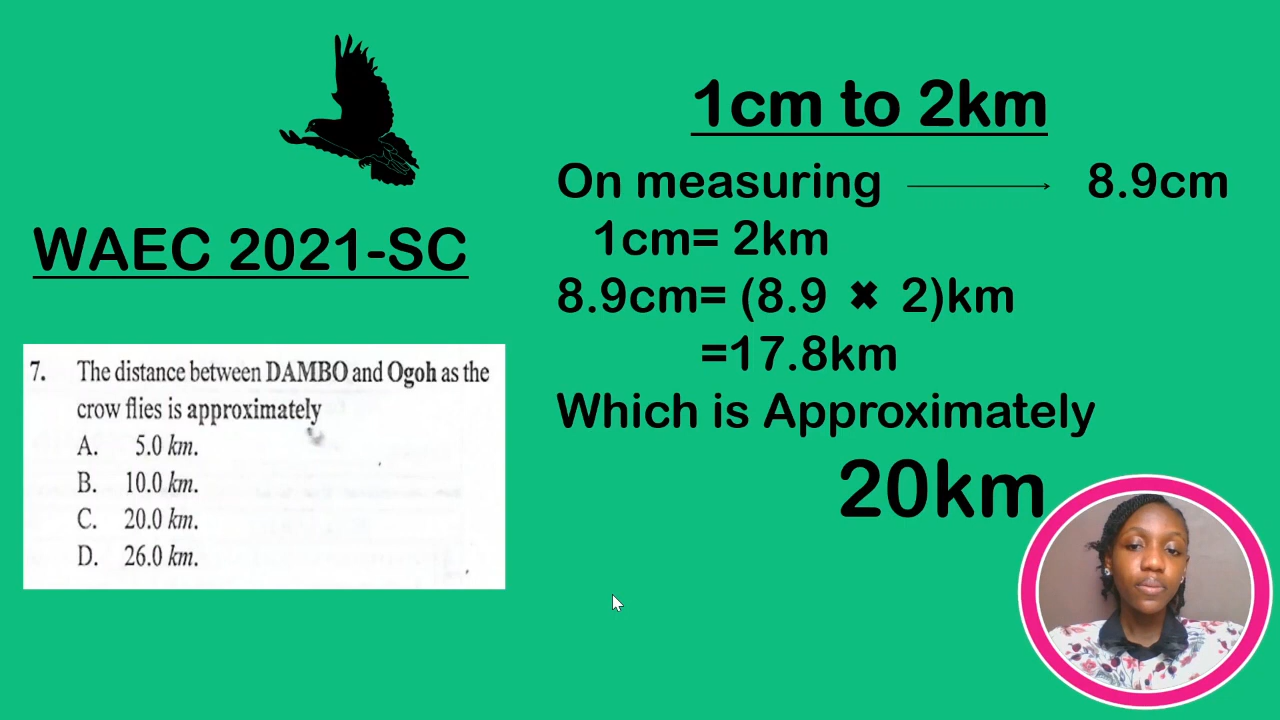 WAEC 2021-SC
7. The distance between DAMBO and Ogoh as the
crow flies is approximately
A. 5.0 km.
B. 10.0 km.
C. 20.0 km.
D. 26.0 km.
1cm to 2km
On measuring → 8.9cm
1cm= 2km
8.9cm= (8.9 ✖ 2)km
=17.8km
Which is Approximately
20km